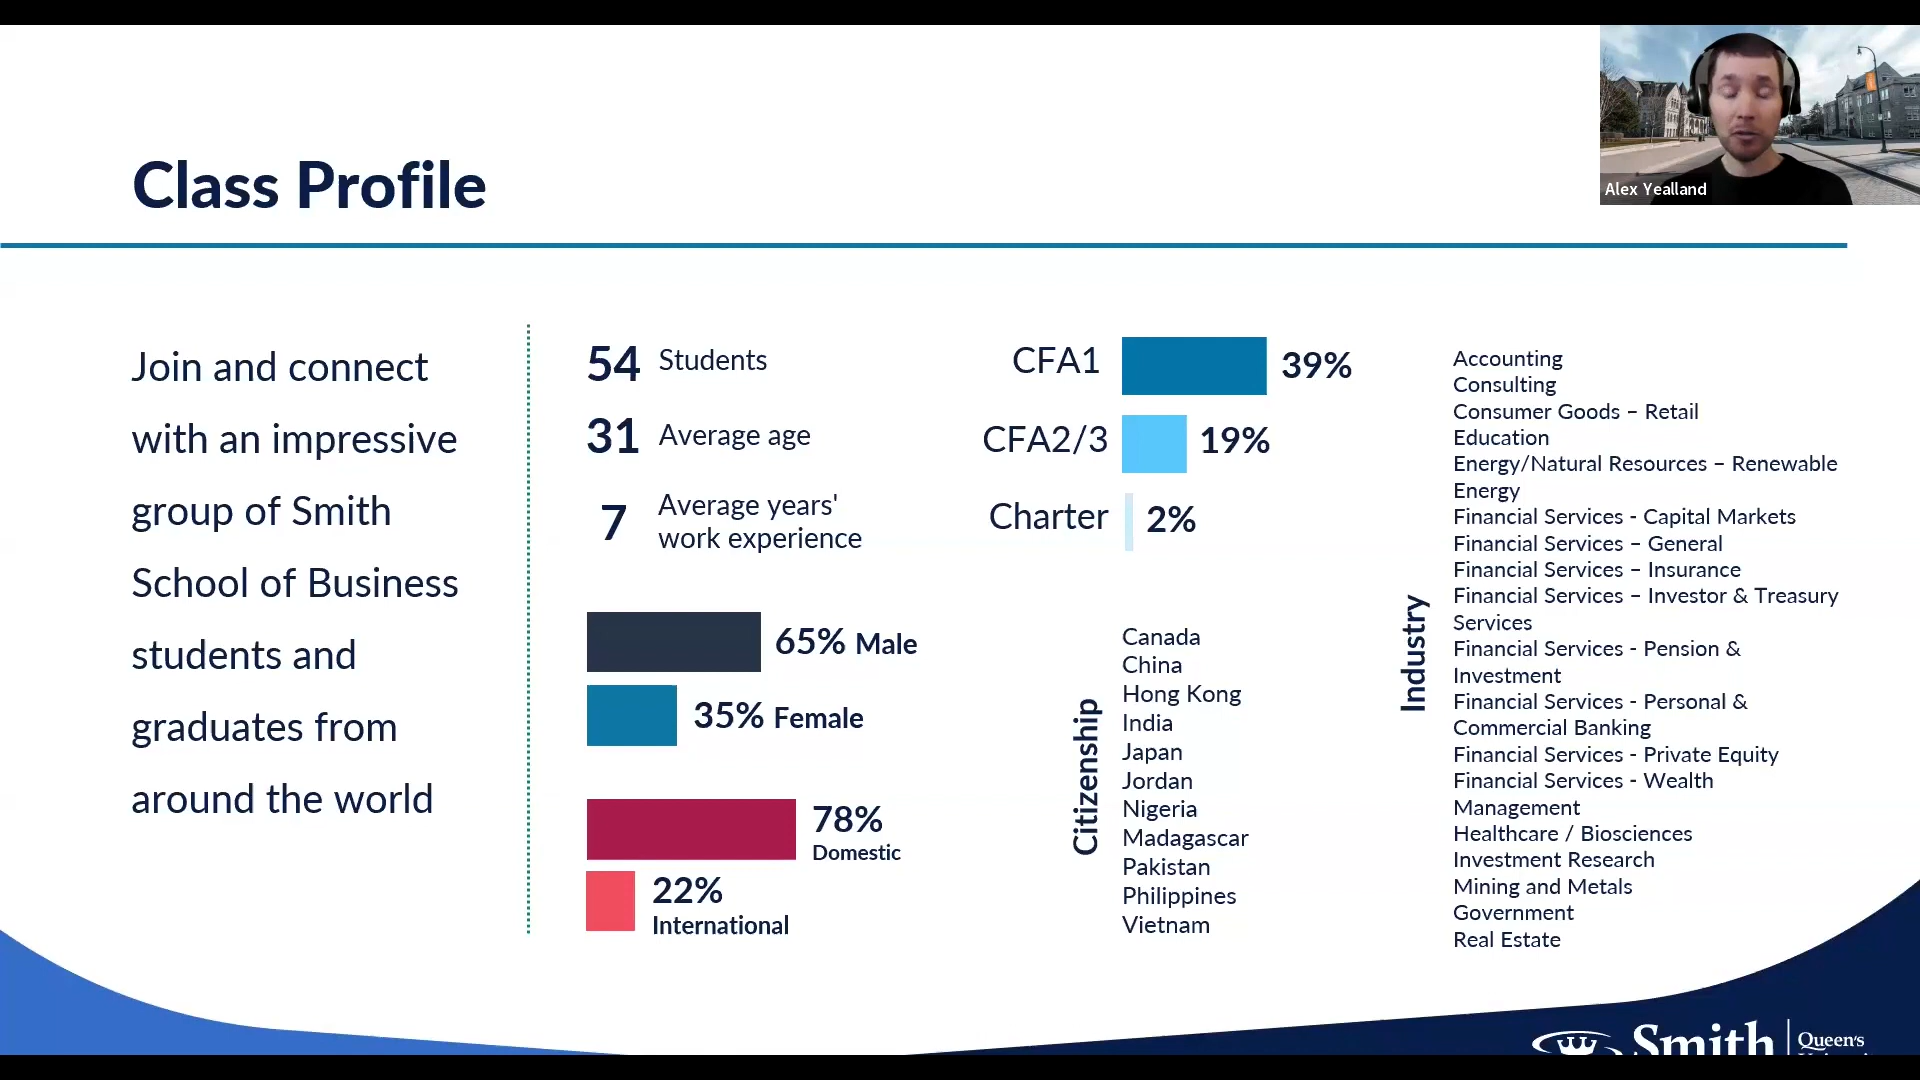 Alex Yealland
Class Profile
Join and connect
with an impressive
group of Smith
School of Business
students and
graduates from
around the world
54 Students
31 Average age
7 Average years'
work experience
65% Male
35% Female
78%
Domestic
22%
International
CFA1 39%
CFA2/3 19%
Charter 2%
Citizenship
Canada
China
Hong Kong
India
Japan
Jordan
Nigeria
Madagascar
Pakistan
Philippines
Vietnam
Industry
Accounting
Consulting
Consumer Goods – Retail
Education
Energy/Natural Resources – Renewable
Energy
Financial Services - Capital Markets
Financial Services – General
Financial Services – Insurance
Financial Services – Investor & Treasury
Services
Financial Services - Pension &
Investment
Financial Services - Personal &
Commercial Banking
Financial Services - Private Equity
Financial Services - Wealth
Management
Healthcare / Biosciences
Investment Research
Mining and Metals
Government
Real Estate
Smith Queen's